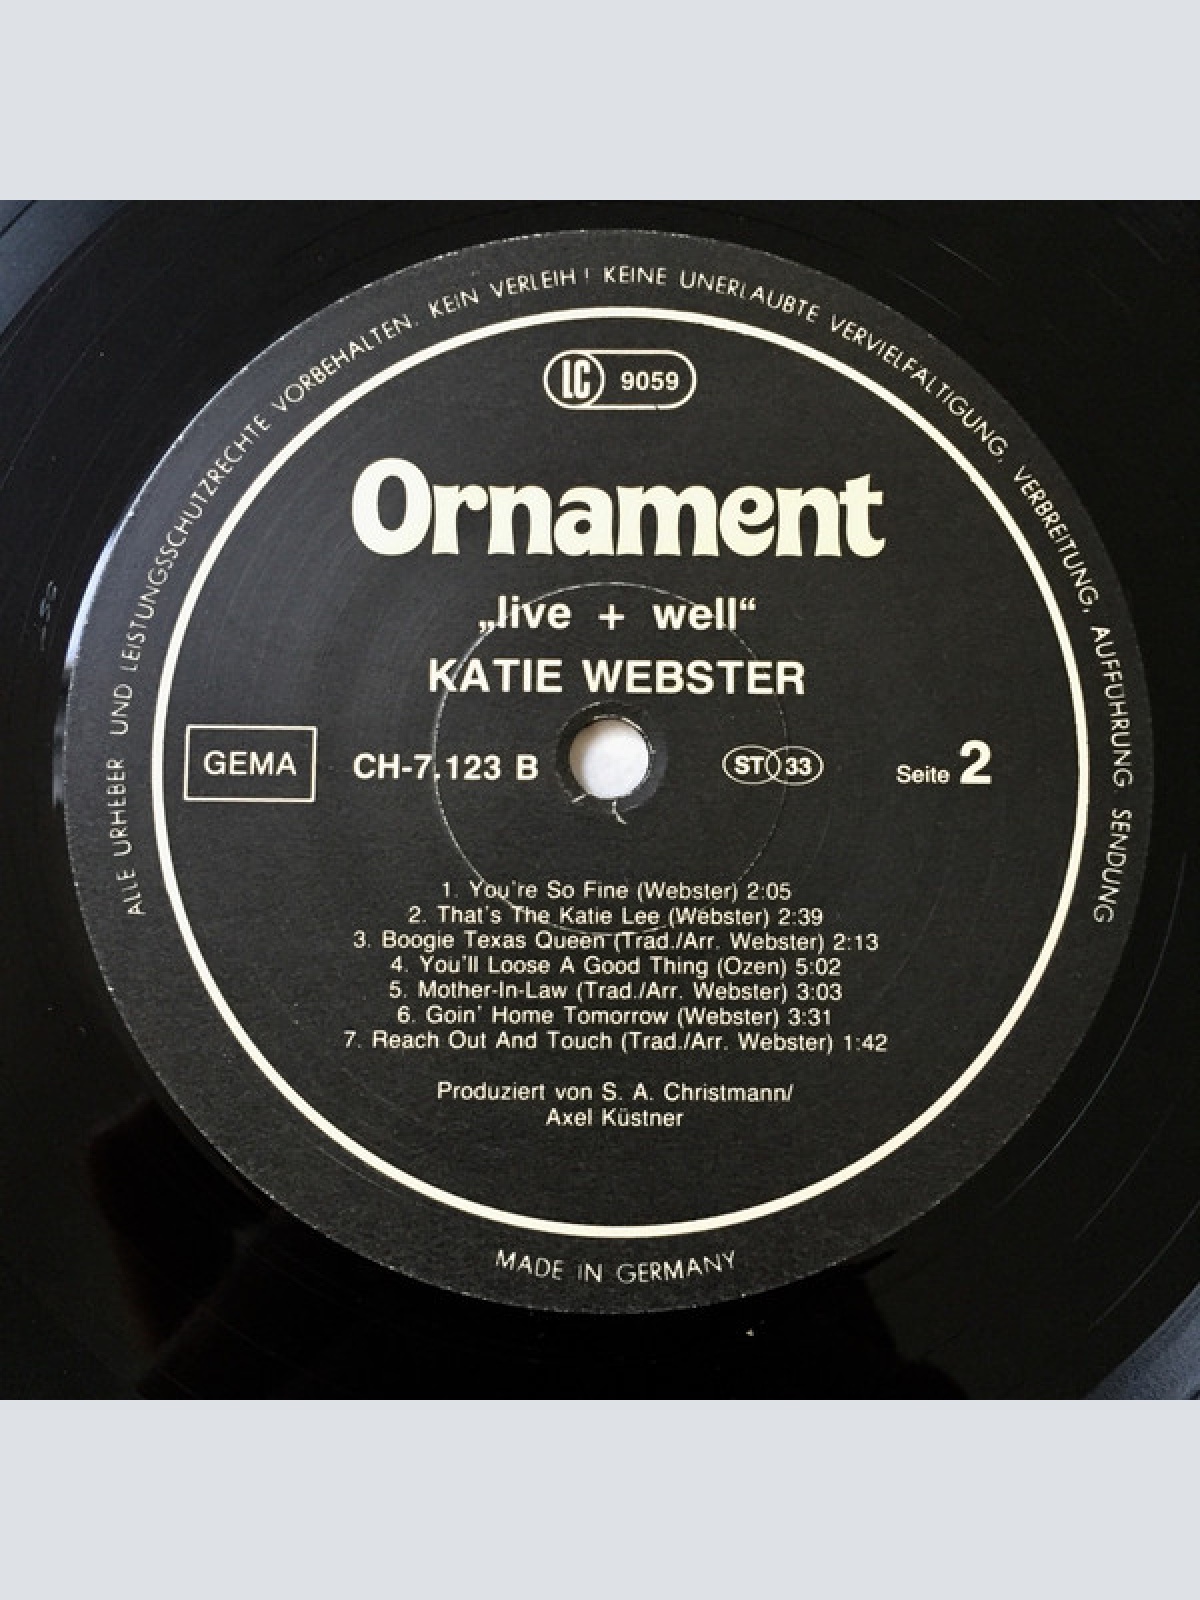 ALLE URHEBER UND LEISTUNGSSCHUTZRECHTE VORBEHALTEN. KEIN VERLEIH! KEINE UNERLAUBTE VERVIELFÄLTIGUNG, VERBREITUNG, AUFFÜHRUNG SENDUNG
LC 9059
Ornament
„live + well“
KATIE WEBSTER
GEMA CH-7.123 B ST 33 Seite 2
1. You're So Fine (Webster) 2:05
2. That's The Katie Lee (Webster) 2:39
3. Boogie Texas Queen (Trad./Arr. Webster) 2:13
4. You'll Loose A Good Thing (Ozen) 5:02
5. Mother-In-Law (Trad./Arr. Webster) 3:03
6. Goin' Home Tomorrow (Webster) 3:31
7. Reach Out And Touch (Trad./Arr. Webster) 1:42
Produziert von S. A. Christmann/
Axel Küstner
MADE IN GERMANY